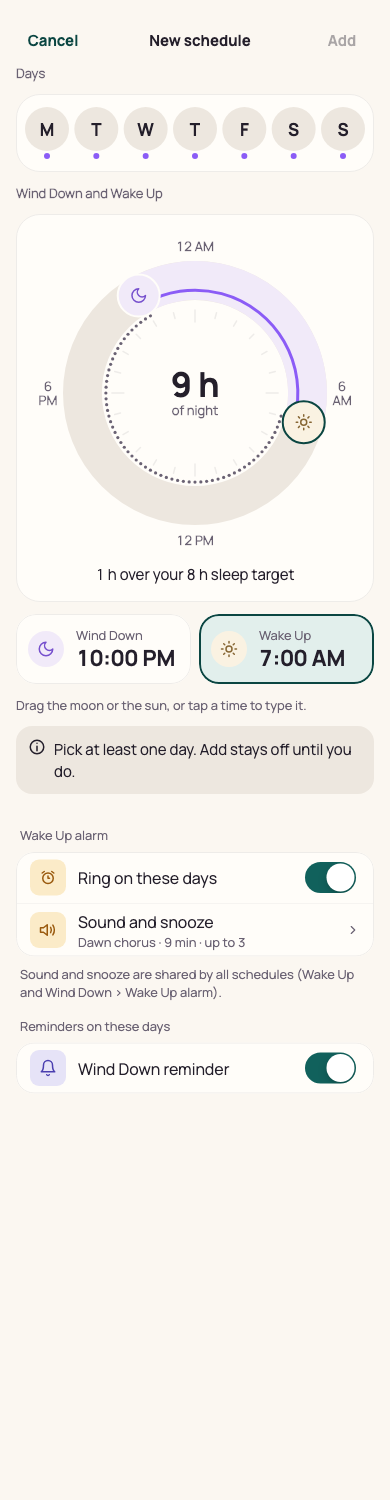 Cancel New schedule Add
Days
M T W T F S S
Wind Down and Wake Up
12 AM
6 PM
6 AM
9 h
of night
12 PM
1 h over your 8 h sleep target
Wind Down
10:00 PM
Wake Up
7:00 AM
Drag the moon or the sun, or tap a time to type it.
Pick at least one day. Add stays off until you
do.
Wake Up alarm
Ring on these days
Sound and snooze
Dawn chorus · 9 min · up to 3
Sound and snooze are shared by all schedules (Wake Up
and Wind Down › Wake Up alarm).
Reminders on these days
Wind Down reminder